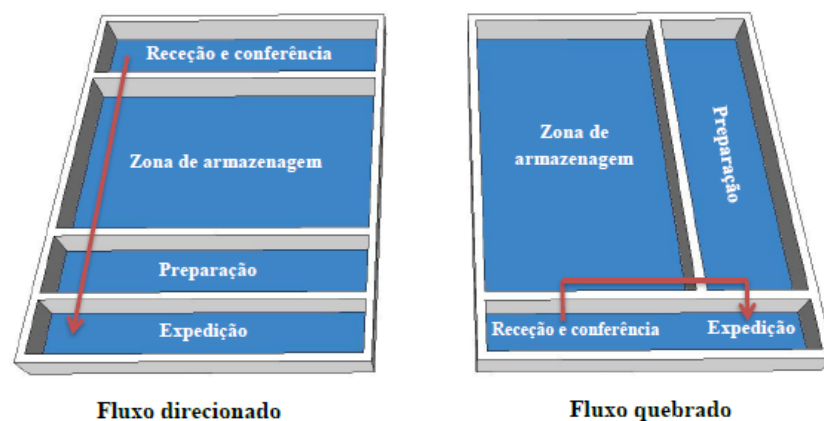 Receção e conferência
Zona de armazenagem
Preparação
Expedição
Fluxo direcionado
Zona de
armazenagem
Preparação
Receção e conferência
Expedição
Fluxo quebrado